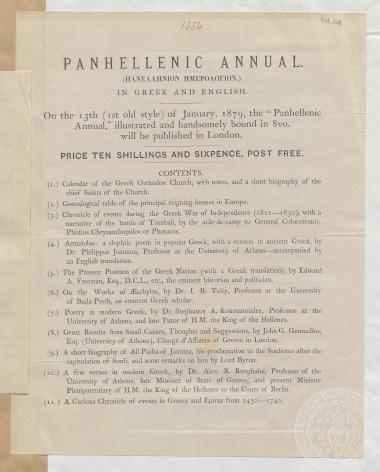 1334
PANHELLENIC ANNUAL.
(ΠΑΝΕΛΛΗΝΙΟΝ ΗΜΕΡΟΛΟΓΙΟΝ,)
IN GREEK AND ENGLISH.
On the 13th (1st old style) of January, 1879, the "Panhellenic
Annual," illustrated and handsomely bound in 8vo.
will be published in London.
PRICE TEN SHILLINGS AND SIXPENCE, POST FREE.
CONTENTS.
(1.) Calendar of the Greek Orthodox Church, with notes, and a short biography of the
chief Saints of the Church.
(2.) Genealogical table of the principal reigning houses in Europe.
(3.) Chronicle of events during the Greek War of Independence (1821—1830), with a
narrative of the battle of Trimbali, by the aide-de-camp to General Colocotronis,
Photios Chrysanthopulos or Photacos.
(4.) Armatolos: a clephtic poem in popular Greek, with a version in ancient Greek, by
Dr. Philippos Joannou, Professor at the University of Athens—accompanied by
an English translation.
(5.) The Present Position of the Greek Nation (with a Greek translation), by Edward
A. Freeman, Esq., D.C.L., etc., the eminent historian and politician.
(6.) On the Works of Æschylos, by Dr. I. B. Télfy, Professor at the University
of Buda-Pesth, an eminent Greek scholar.
(7.) Poetry in modern Greek, by Dr. Stephanos A. Koumanoudes, Professor at the
University of Athens, and late Tutor of H.M. the King of the Hellenes.
(8.) Great Results from Small Causes, Thoughts and Suggestions, by John G. Gennadios,
Esq. (University of Athens), Chargé d'Affaires of Greece in London.
(9.) A short biography of Ali Pasha of Jannina, his proclamation to the Souliotes after the
capitulation of Souli, and some remarks on him by Lord Byron.
(10.) A few verses in modern Greek, by Dr. Alex. R. Ranghabé, Professor of the
University of Athens, late Minister of State of Greece, and present Minister
Plenipotentiary of H.M. the King of the Hellenes to the Court of Berlin.
(11.) A Curious Chronicle of events in Greece and Epirus from 1430—1740.